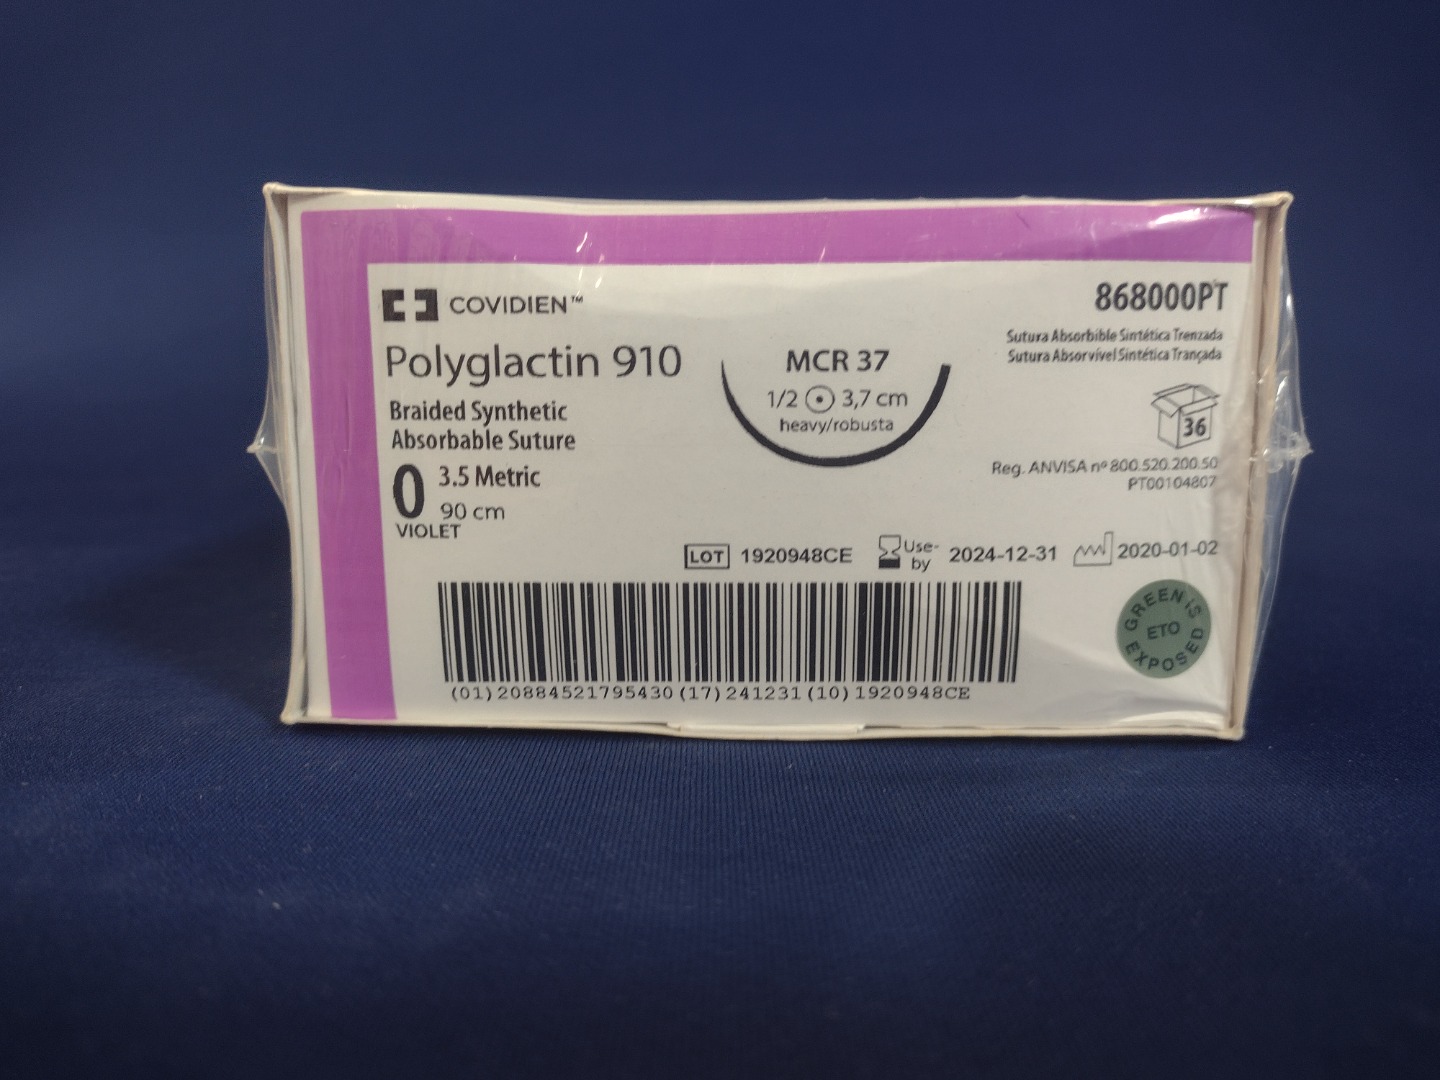 COVIDIEN™
868000PT
Sutura Absorbible Sintética Trenzada
Sutura Absorvível Sintética Trançada
Polyglactin 910
Braided Synthetic
Absorbable Suture
0 3.5 Metric
90 cm
VIOLET
MCR 37
1/2 3,7 cm
heavy/robusta
36
Reg. ANVISA nº 800.520.200.50
PT00104807
LOT 1920948CE
Use-
by 2024-12-31
2020-01-02
(01)20884521795430(17)241231(10)1920948CE
GREEN iS
ETO
EXPOSED